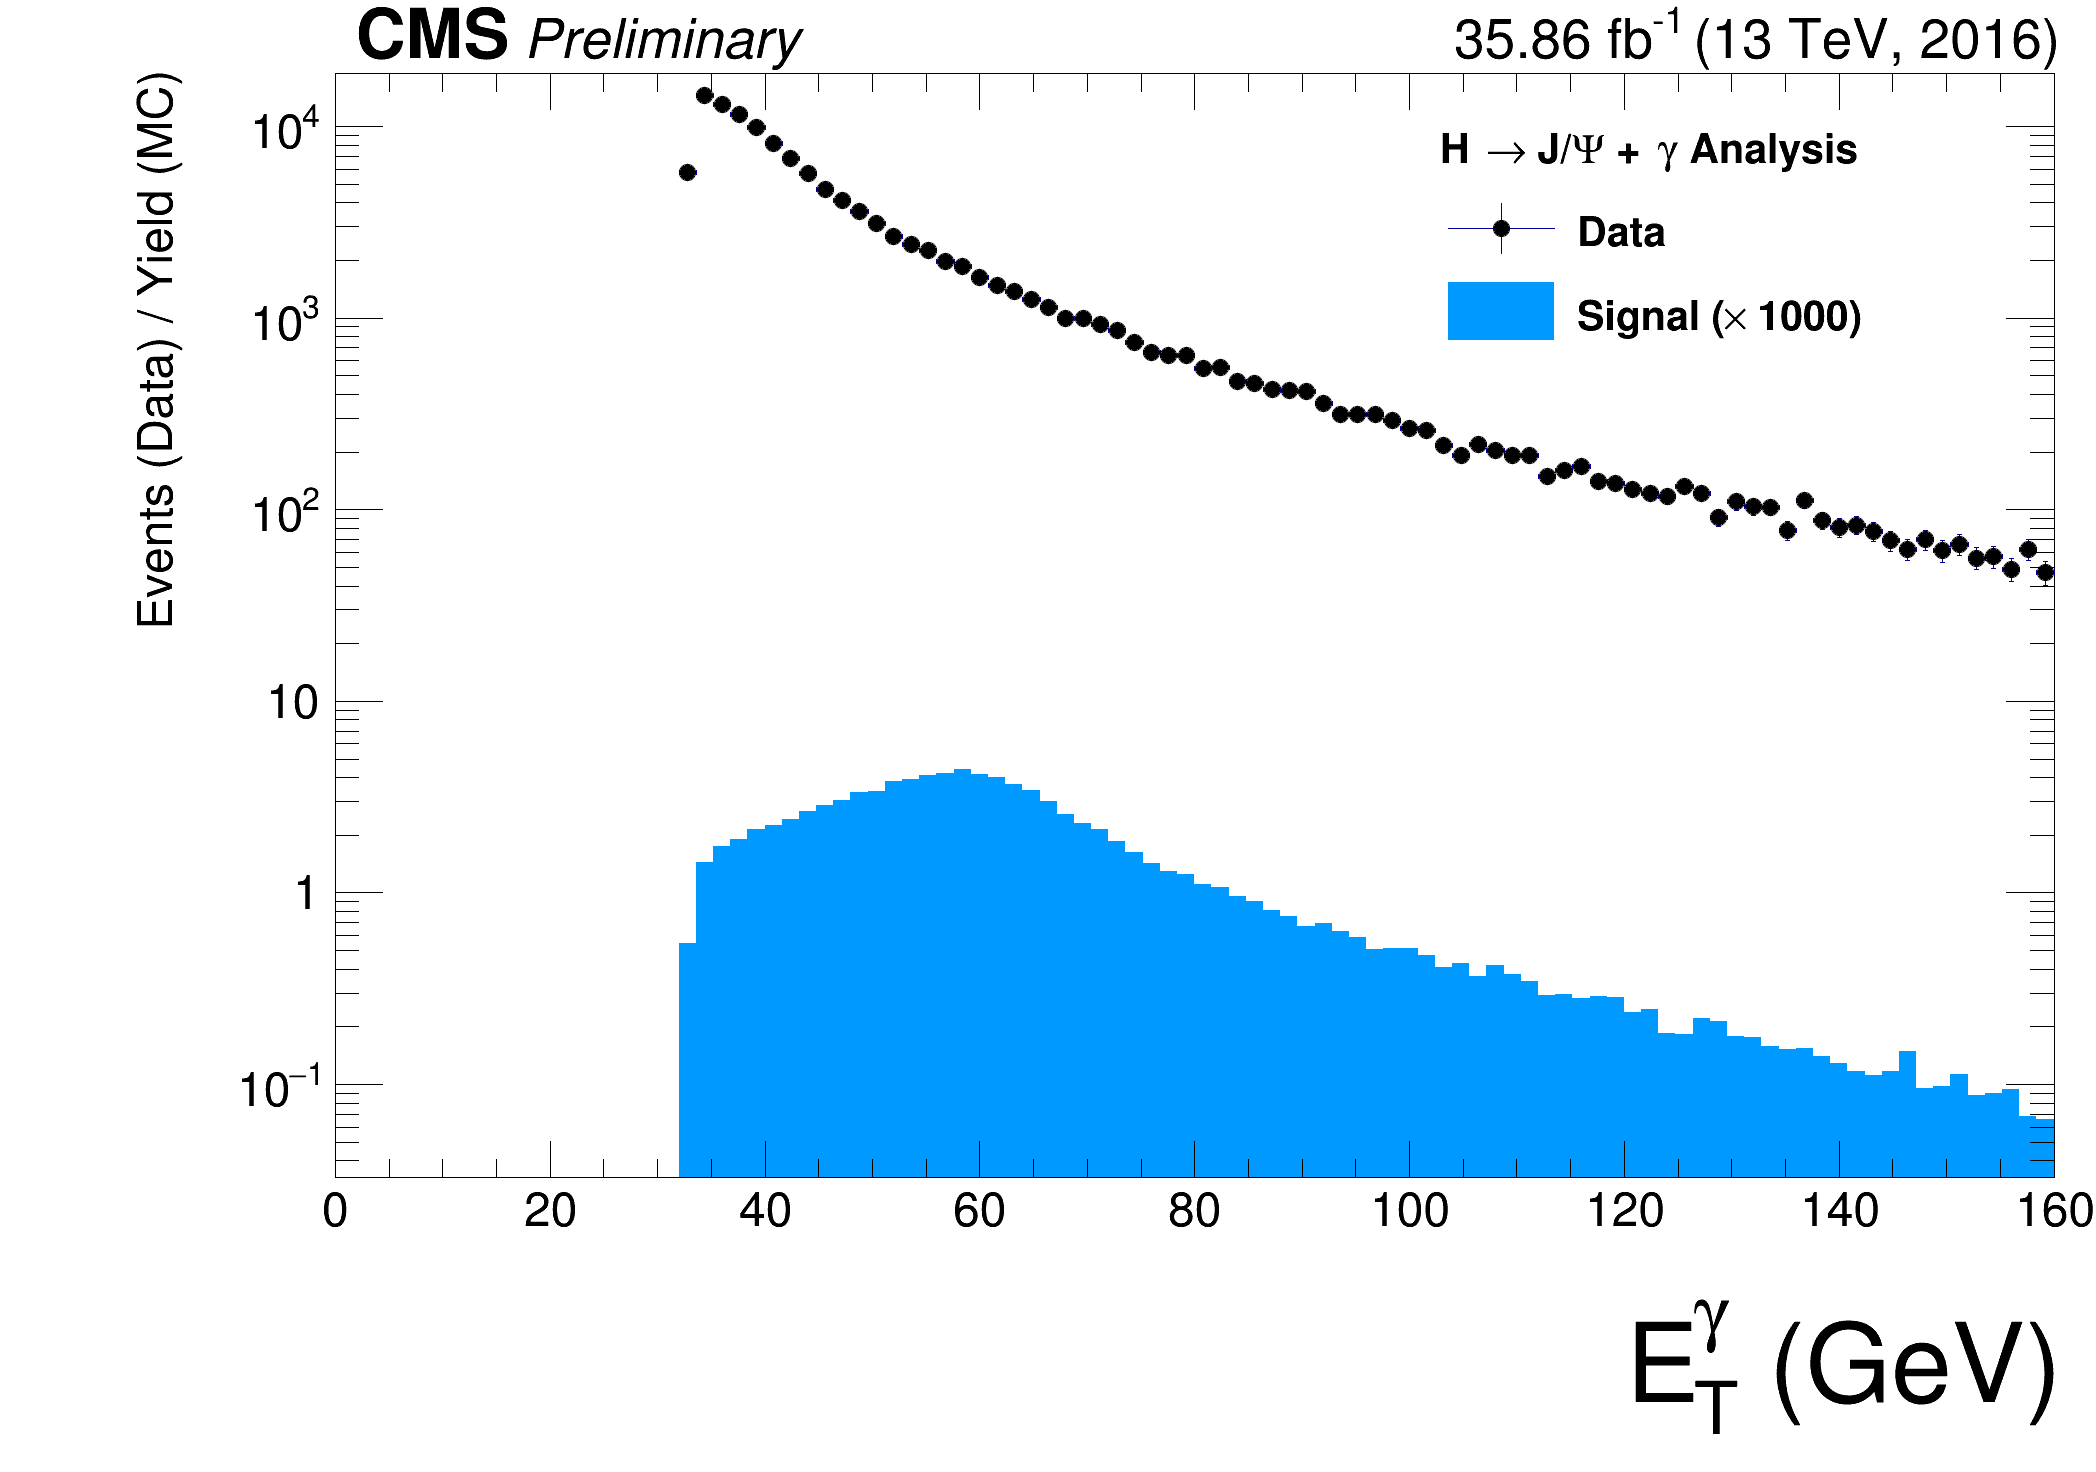 CMS Preliminary
35.86 fb⁻¹ (13 TeV, 2016)
Events (Data) / Yield (MC)
10⁴
10³
10²
10
1
10⁻¹
H → J/Ψ + γ Analysis
Data
Signal (× 1000)
0 20 40 60 80 100 120 140 160
E_T^γ (GeV)